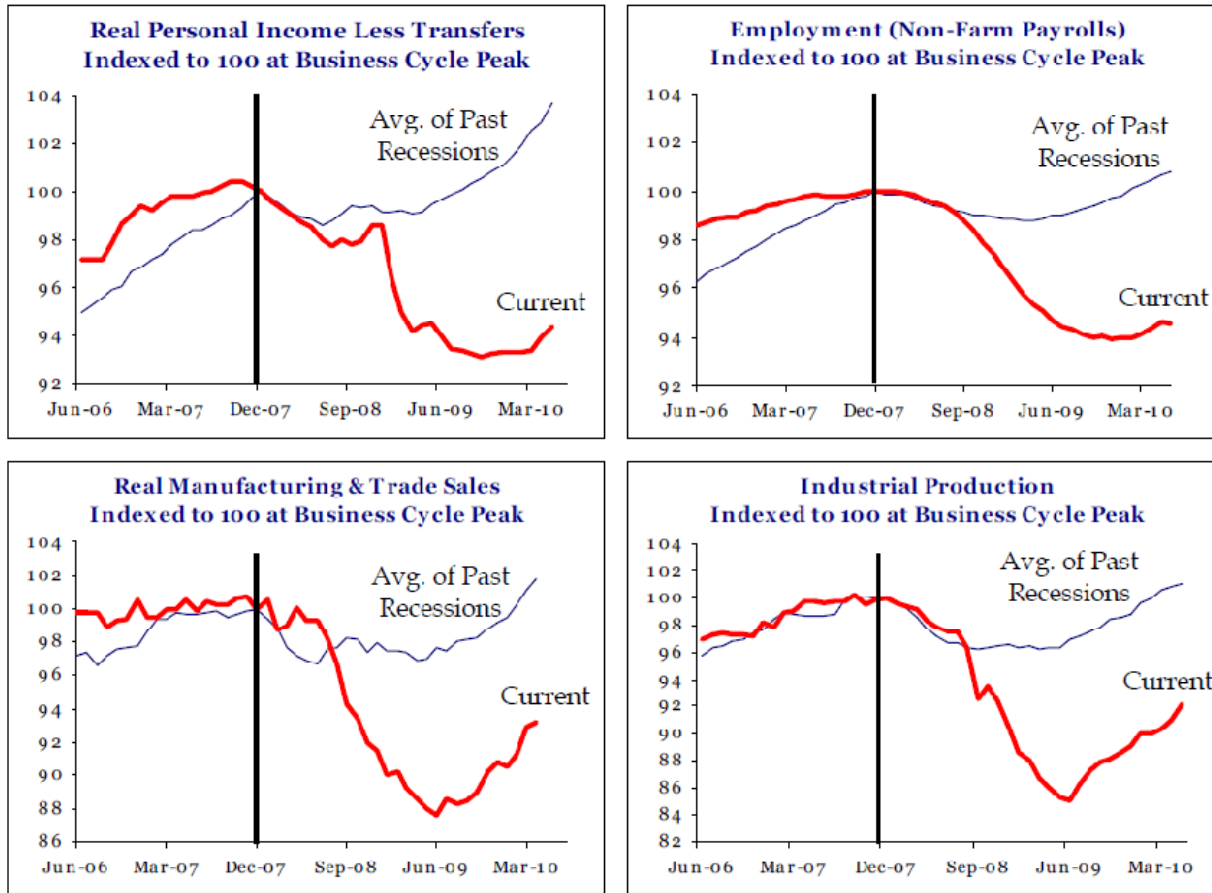 Real Personal Income Less Transfers
Indexed to 100 at Business Cycle Peak
104
102
100
98
96
94
92
Avg. of Past
Recessions
Current
Jun-06 Mar-07 Dec-07 Sep-08 Jun-09 Mar-10
Employment (Non-Farm Payrolls)
Indexed to 100 at Business Cycle Peak
104
102
100
98
96
94
92
Avg. of Past
Recessions
Current
Jun-06 Mar-07 Dec-07 Sep-08 Jun-09 Mar-10
Real Manufacturing & Trade Sales
Indexed to 100 at Business Cycle Peak
104
102
100
98
96
94
92
90
88
86
Avg. of Past
Recessions
Current
Jun-06 Mar-07 Dec-07 Sep-08 Jun-09 Mar-10
Industrial Production
Indexed to 100 at Business Cycle Peak
104
102
100
98
96
94
92
90
88
86
84
82
Avg. of Past
Recessions
Current
Jun-06 Mar-07 Dec-07 Sep-08 Jun-09 Mar-10